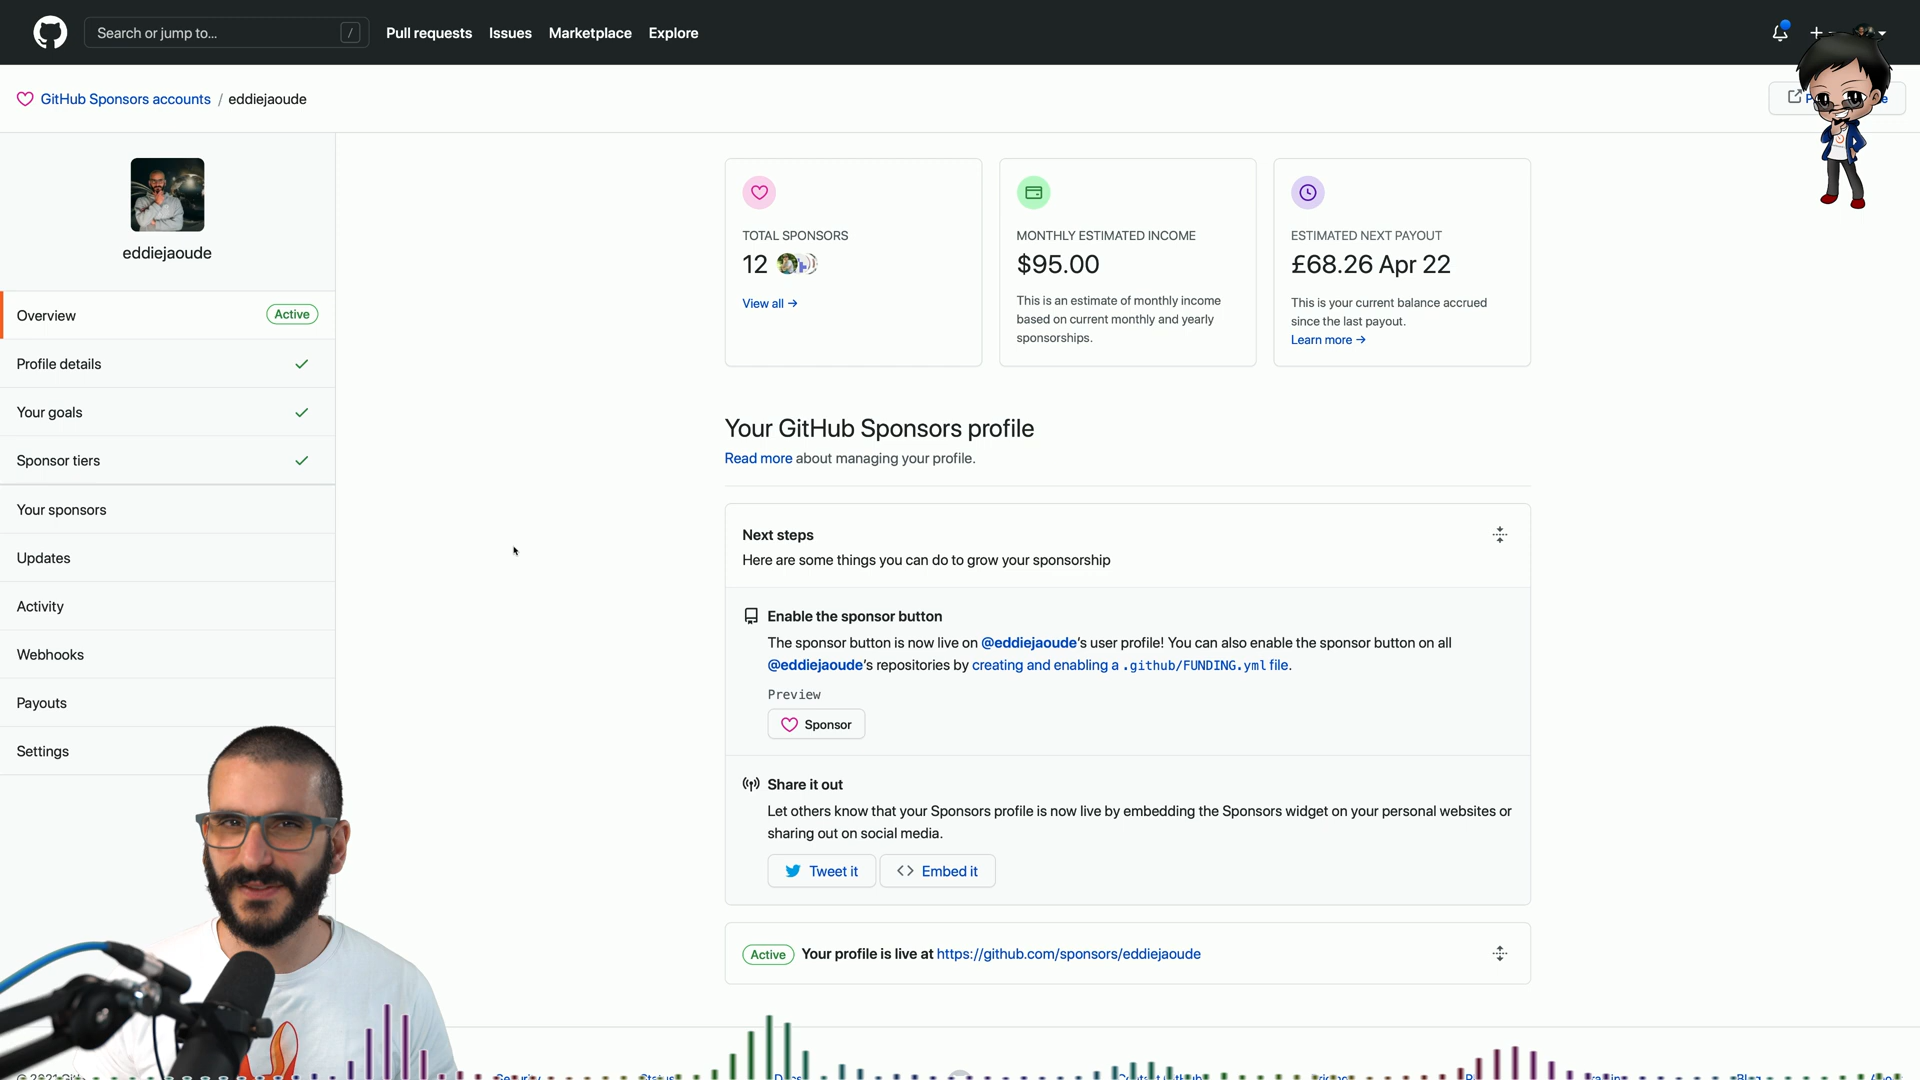 Search or jump to...
/
Pull requests
Issues
Marketplace
Explore
GitHub Sponsors accounts / eddiejaoude
eddiejaoude
Overview
Active
Profile details
Your goals
Sponsor tiers
Your sponsors
Updates
Activity
Webhooks
Payouts
Settings
TOTAL SPONSORS
12
View all →
MONTHLY ESTIMATED INCOME
$95.00
This is an estimate of monthly income
based on current monthly and yearly
sponsorships.
ESTIMATED NEXT PAYOUT
£68.26 Apr 22
This is your current balance accrued
since the last payout.
Learn more →
Your GitHub Sponsors profile
Read more about managing your profile.
Next steps
Here are some things you can do to grow your sponsorship
Enable the sponsor button
The sponsor button is now live on @eddiejaoude's user profile! You can also enable the sponsor button on all
@eddiejaoude's repositories by creating and enabling a .github/FUNDING.yml file.
Preview
Sponsor
Share it out
Let others know that your Sponsors profile is now live by embedding the Sponsors widget on your personal websites or
sharing out on social media.
Tweet it
Embed it
Active Your profile is live at https://github.com/sponsors/eddiejaoude